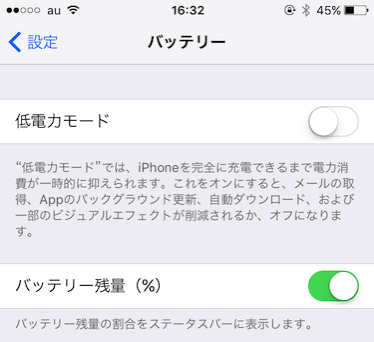 au 16:32 45%
設定 バッテリー
低電力モード
“低電力モード”では、iPhoneを完全に充電できるまで電力消
費が一時的に抑えられます。これをオンにすると、メールの取
得、Appのバックグラウンド更新、自動ダウンロード、および
一部のビジュアルエフェクトが削減されるか、オフになりま
す。
バッテリー残量（%）
バッテリー残量の割合をステータスバーに表示します。